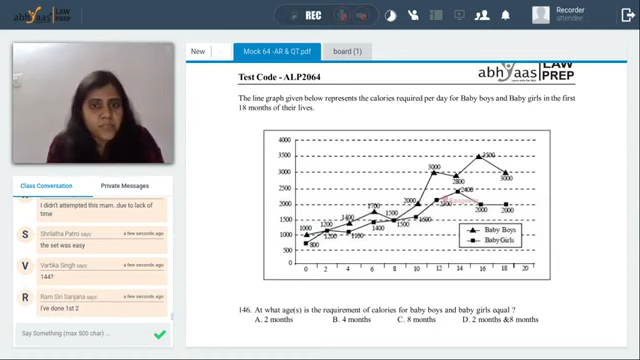 abhyaas LAW PREP
REC
Recorder
attendee
New
Mock 64 -AR & QT.pdf
board (1)
Test Code - ALP2064
abhyaas LAW PREP
The line graph given below represents the calories required per day for Baby boys and Baby girls in the first
18 months of their lives.
4000
3500
3000
2500
2000
1500
1000
500
0
0 2 4 6 8 10 12 14 16 18 20
1000 1200 1400 1700 1500 2000 3000 2800 3500 3000
800 1200 1100 1400 1500 1600 2400 2000 2000
Baby Boys
Baby Girls
146. At what age(s) is the requirement of calories for baby boys and baby girls equal ?
A. 2 months B. 4 months C. 8 months D. 2 months &8 months
Class Conversation
Private Messages
I didn't attempted this mam..due to lack of
time
S
Shrilatha Patro says:
a few seconds ago
the set was easy
V
Vartika Singh says:
a few seconds ago
144?
R
Ram Siri Sanjana says:
a few seconds ago
I've done 1st 2
Say Something (max 500 char)